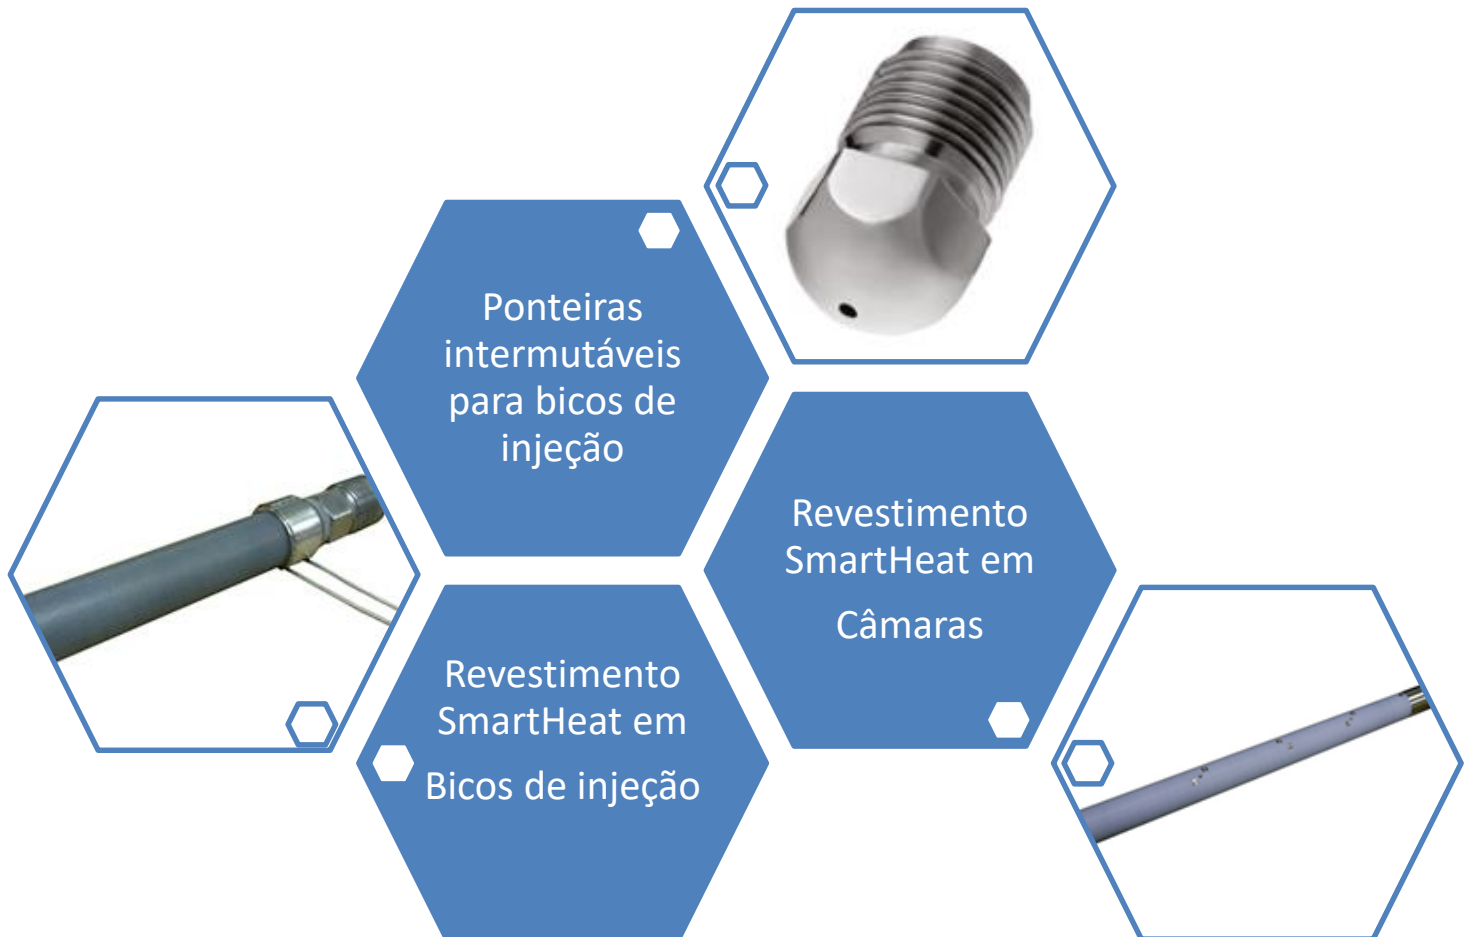 Ponteiras
intermutáveis
para bicos de
injeção
Revestimento
SmartHeat em
Câmaras
Revestimento
SmartHeat em
Bicos de injeção